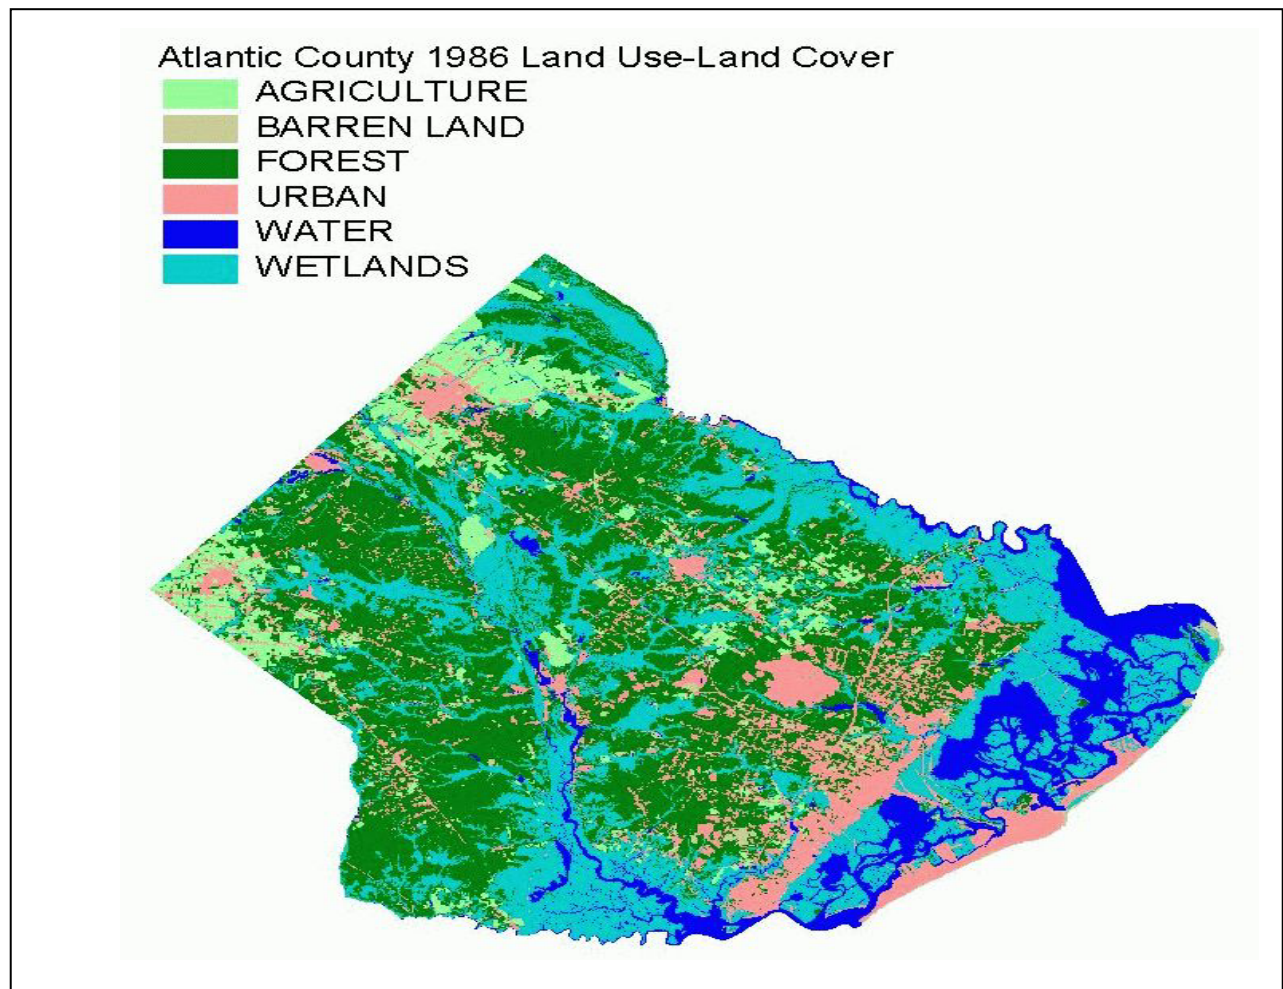 Atlantic County 1986 Land Use-Land Cover
AGRICULTURE
BARREN LAND
FOREST
URBAN
WATER
WETLANDS